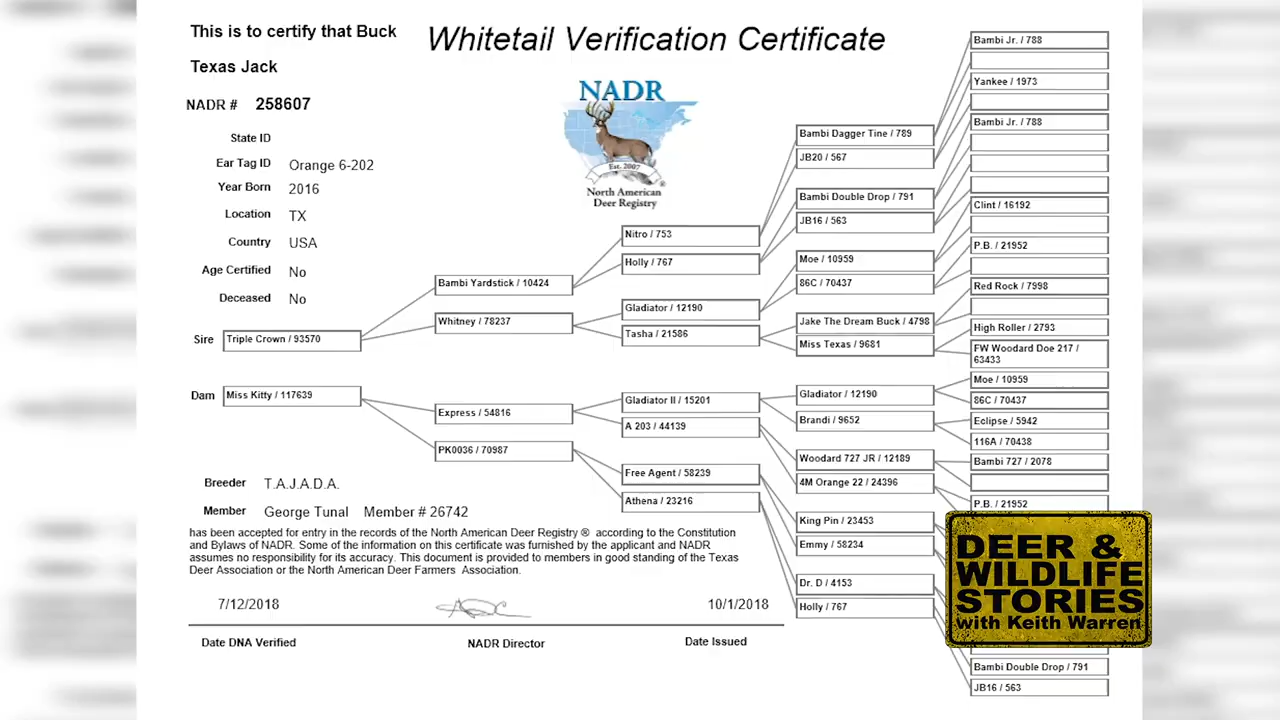 This is to certify that Buck
Texas Jack
NADR # 258607
State ID
Ear Tag ID Orange 6-202
Year Born 2016
Location TX
Country USA
Age Certified No
Deceased No
Sire Triple Crown / 93570
Dam Miss Kitty / 117639
Breeder T.A.J.A.D.A.
Member George Tunal Member # 26742
has been accepted for entry in the records of the North American Deer Registry ® according to the Constitution
and Bylaws of NADR. Some of the information on this certificate was furnished by the applicant and NADR
assumes no responsibility for its accuracy. This document is provided to members in good standing of the Texas
Deer Association or the North American Deer Farmers Association.
7/12/2018
10/1/2018
Date DNA Verified
NADR Director
Date Issued
Whitetail Verification Certificate
NADR
Est. 2007
North American
Deer Registry
Bambi Yardstick / 10424
Whitney / 78237
Express / 54816
PK0036 / 70987
Nitro / 753
Holly / 767
Gladiator / 12190
Tasha / 21586
Gladiator II / 15201
A 203 / 44139
Free Agent / 58239
Athena / 23216
Bambi Dagger Tine / 789
JB20 / 567
Bambi Double Drop / 791
JB16 / 563
Moe / 10959
86C / 70437
Jake The Dream Buck / 4798
Miss Texas / 9681
Gladiator / 12190
Brandi / 9652
Woodard 727 JR / 12189
4M Orange 22 / 24396
King Pin / 23453
Emmy / 58234
Dr. D / 4153
Holly / 767
Bambi Jr. / 788
Yankee / 1973
Bambi Jr. / 788
Clint / 16192
P.B. / 21952
Red Rock / 7998
High Roller / 2793
FW Woodard Doe 217 /
63433
Moe / 10959
86C / 70437
Eclipse / 5942
116A / 70438
Bambi 727 / 2078
P.B. / 21952
Bambi Double Drop / 791
JB16 / 563
DEER &
WILDLIFE
STORIES
with Keith Warren